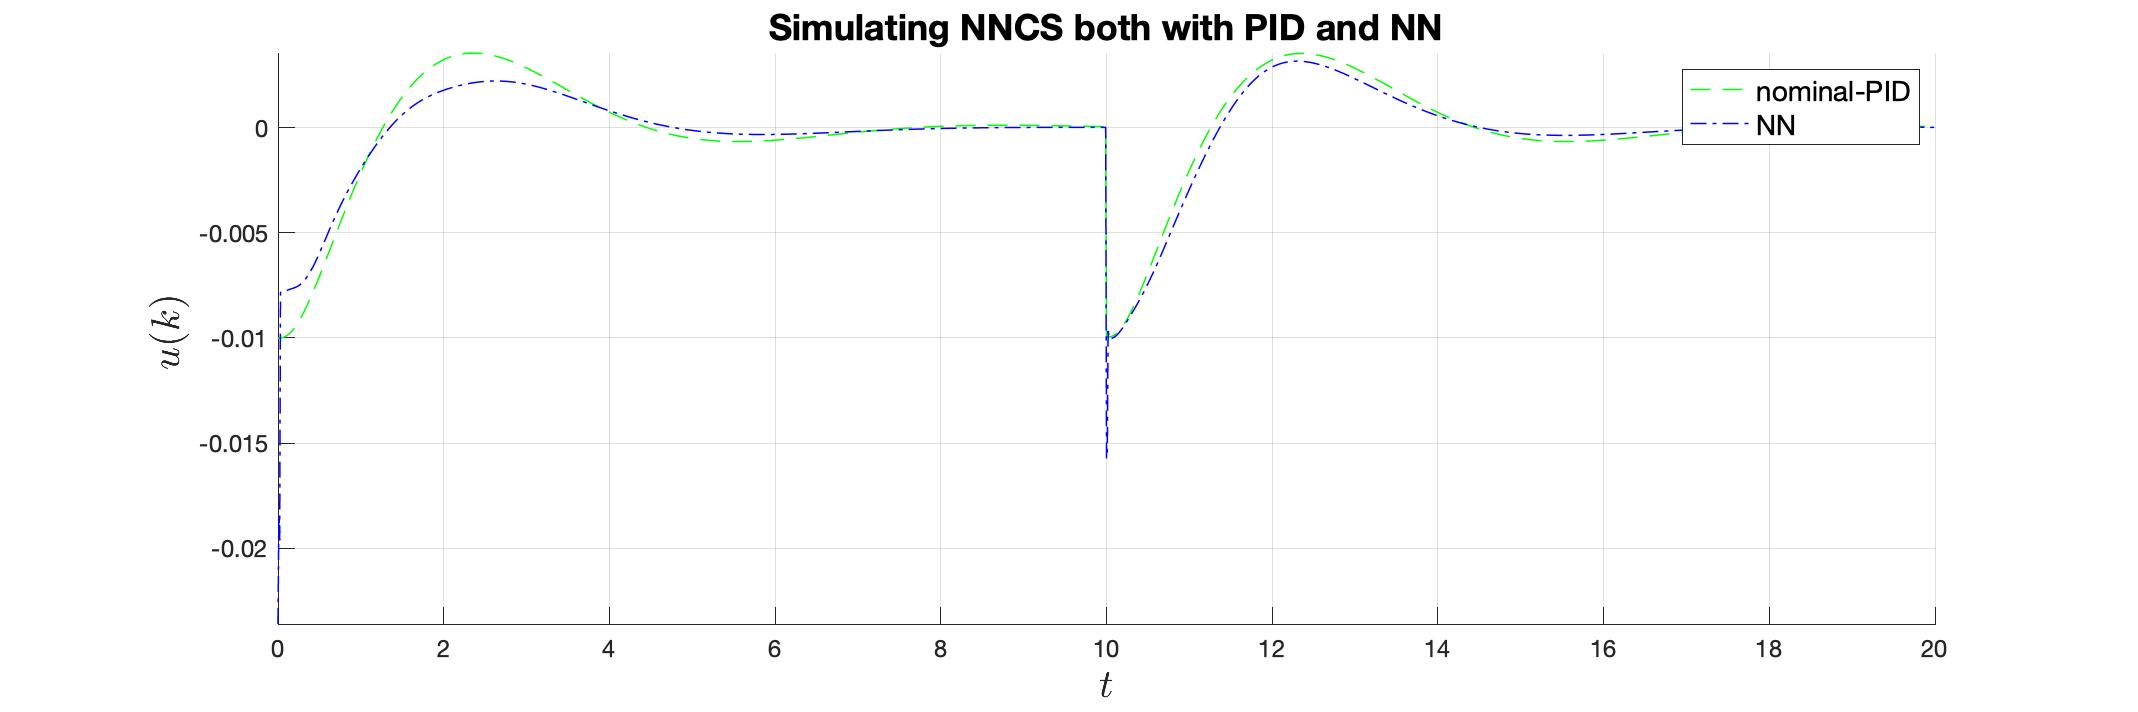 Simulating NNCS both with PID and NN
nominal-PID
NN
0
-0.005
-0.01
-0.015
-0.02
u(k)
0 2 4 6 8 10 12 14 16 18 20
t